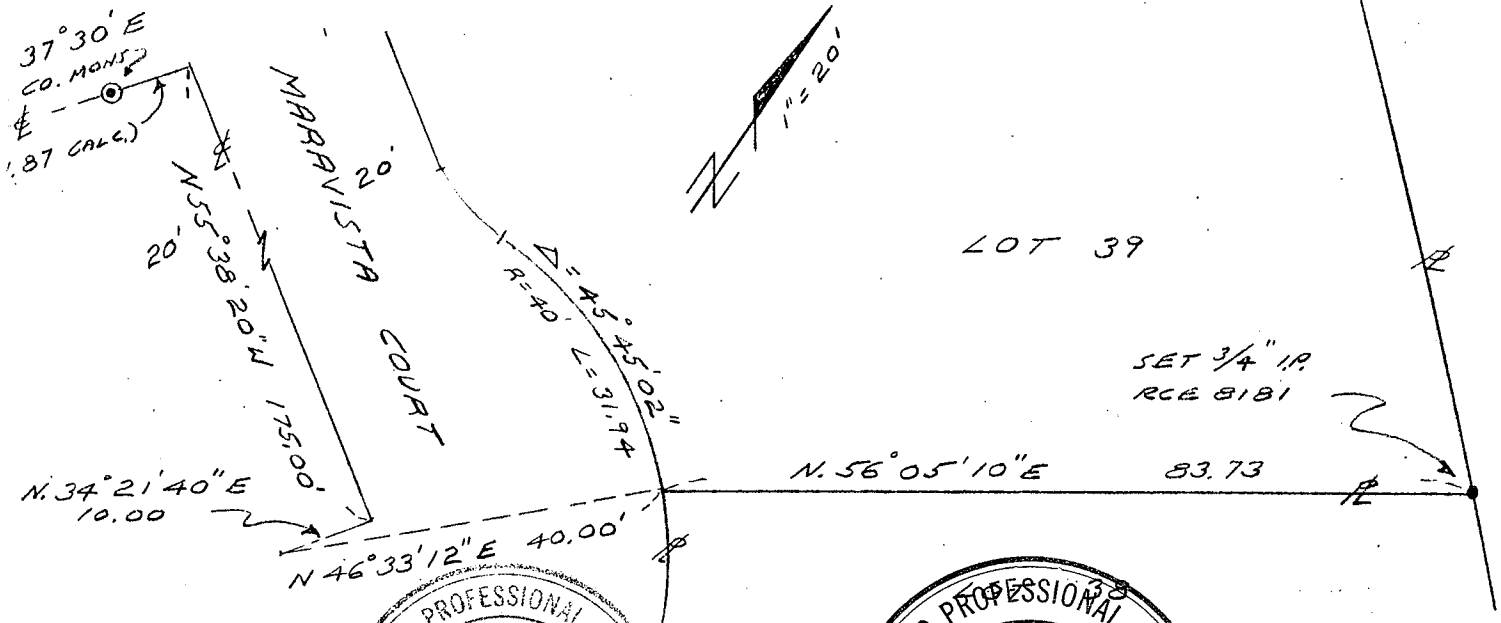 37°30'E
CO. MONS
.87 CALC.)
20'
20'
MARAVISTA COURT
N55°38'20"W 175.00'
1"=20'
N
LOT 39
Δ=45°45'02"
R=40' L=31.94
SET 3/4" I.P.
RCE 8181
N.56°05'10"E 83.73
N.34°21'40"E
10.00
N46°33'12"E 40.00'
PROFESSIONAL
PROFESSIONAL
38